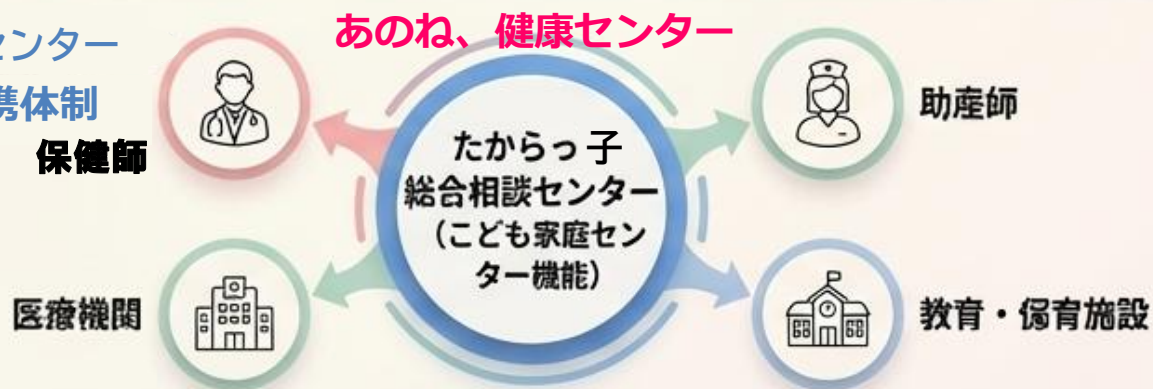 あのね、健康センター
センター
携体制
保健師
助産師
たからっ子
総合相談センター
（こども家庭セン
ター機能）
医療機関
教育・保育施設